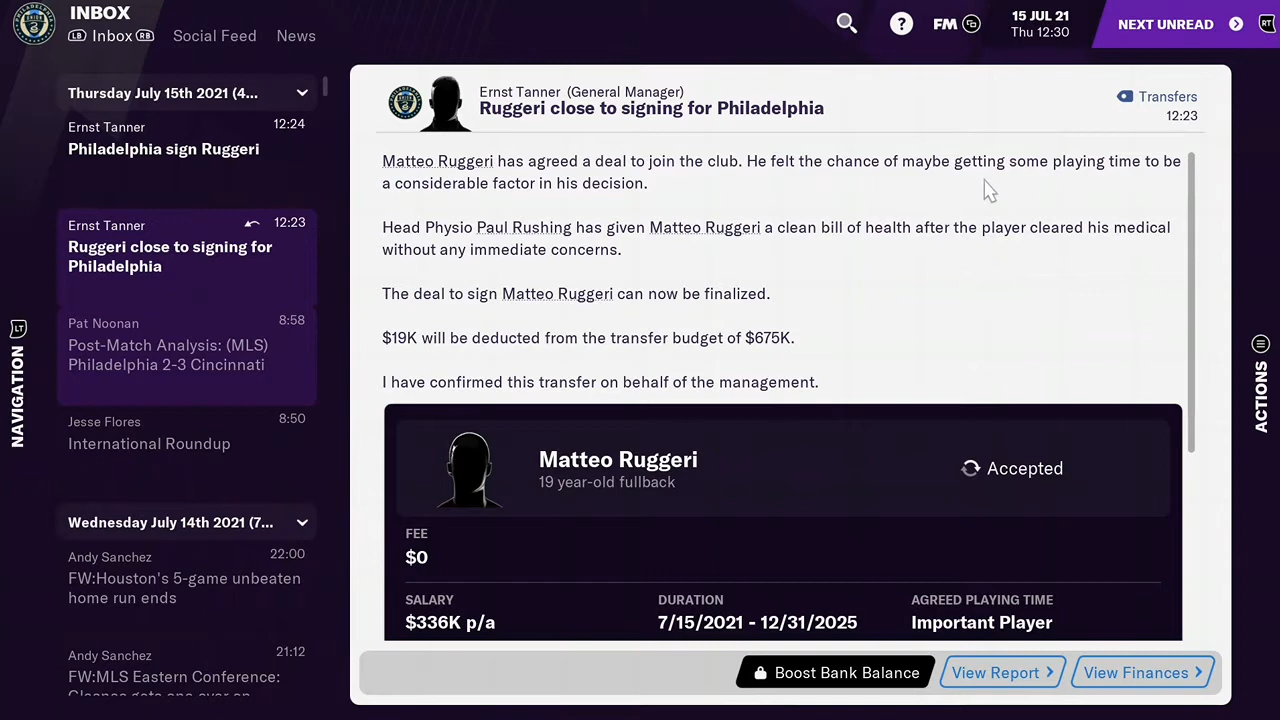 INBOX
LB Inbox RB Social Feed News
FM
15 JUL 21
Thu 12:30
NEXT UNREAD
RT
Thursday July 15th 2021 (4...
Ernst Tanner 12:24
Philadelphia sign Ruggeri
Ernst Tanner 12:23
Ruggeri close to signing for
Philadelphia
Pat Noonan 8:58
Post-Match Analysis: (MLS)
Philadelphia 2-3 Cincinnati
Jesse Flores 8:50
International Roundup
Wednesday July 14th 2021 (7...
Andy Sanchez 22:00
FW:Houston's 5-game unbeaten
home run ends
Andy Sanchez 21:12
FW:MLS Eastern Conference:
NAVIGATION LT
Ernst Tanner (General Manager)
Ruggeri close to signing for Philadelphia
Transfers
12:23
Matteo Ruggeri has agreed a deal to join the club. He felt the chance of maybe getting some playing time to be
a considerable factor in his decision.
Head Physio Paul Rushing has given Matteo Ruggeri a clean bill of health after the player cleared his medical
without any immediate concerns.
The deal to sign Matteo Ruggeri can now be finalized.
$19K will be deducted from the transfer budget of $675K.
I have confirmed this transfer on behalf of the management.
Matteo Ruggeri
19 year-old fullback
Accepted
FEE
$0
SALARY DURATION AGREED PLAYING TIME
$336K p/a 7/15/2021 - 12/31/2025 Important Player
Boost Bank Balance View Report View Finances
ACTIONS